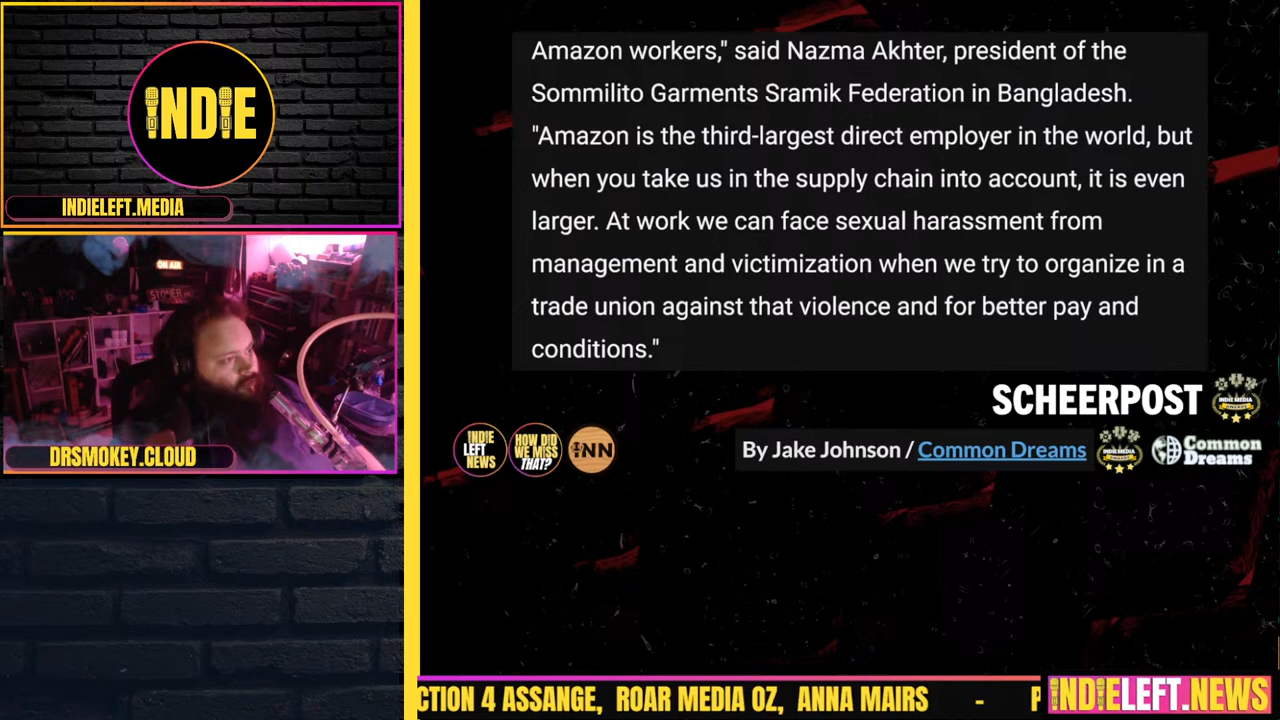 INDIE
INDIELEFT.MEDIA
ON AIR
STONER
DRSMOKEY.CLOUD
Amazon workers," said Nazma Akhter, president of the
Sommilito Garments Sramik Federation in Bangladesh.
"Amazon is the third-largest direct employer in the world, but
when you take us in the supply chain into account, it is even
larger. At work we can face sexual harassment from
management and victimization when we try to organize in a
trade union against that violence and for better pay and
conditions."
SCHEERPOST
INDIE MEDIA
INDIE
LEFT
NEWS
HOW DID
WE MISS
THAT?
INN
By Jake Johnson / Common Dreams
INDIE MEDIA
Common
Dreams
CTION 4 ASSANGE, ROAR MEDIA OZ, ANNA MAIRS - P
INDIELEFT.NEWS